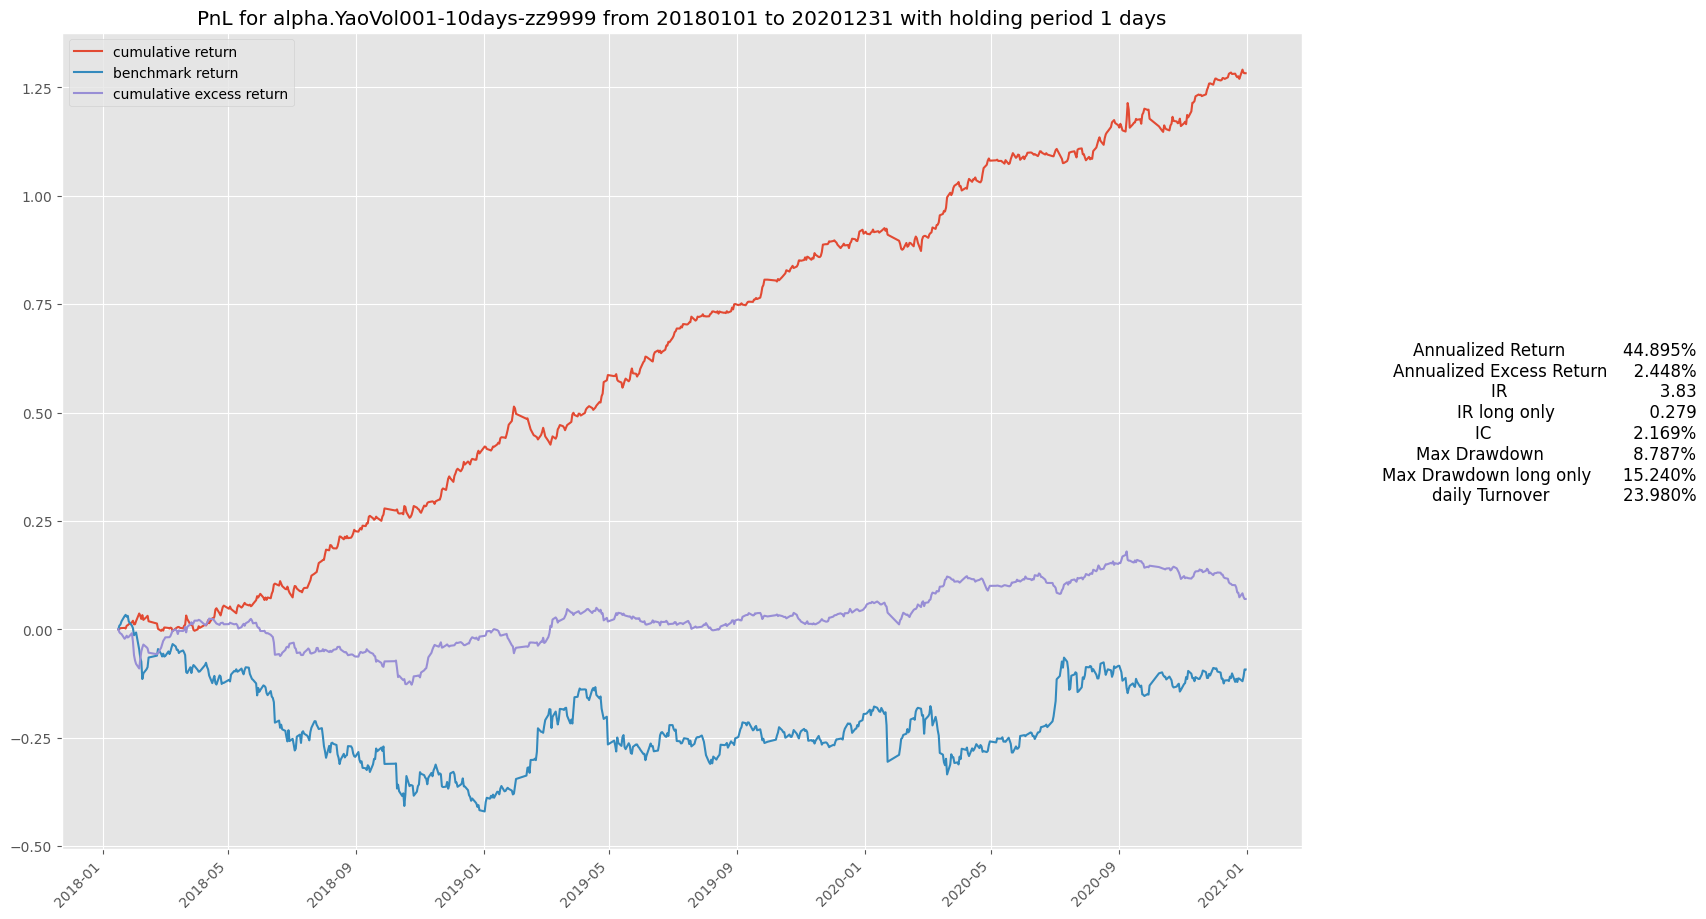 PnL for alpha.YaoVol001-10days-zz9999 from 20180101 to 20201231 with holding period 1 days
cumulative return
benchmark return
cumulative excess return
1.25
1.00
0.75
0.50
0.25
0.00
−0.25
−0.50
2018-01
2018-05
2018-09
2019-01
2019-05
2019-09
2020-01
2020-05
2020-09
2021-01
Annualized Return 44.895%
Annualized Excess Return 2.448%
IR 3.83
IR long only 0.279
IC 2.169%
Max Drawdown 8.787%
Max Drawdown long only 15.240%
daily Turnover 23.980%